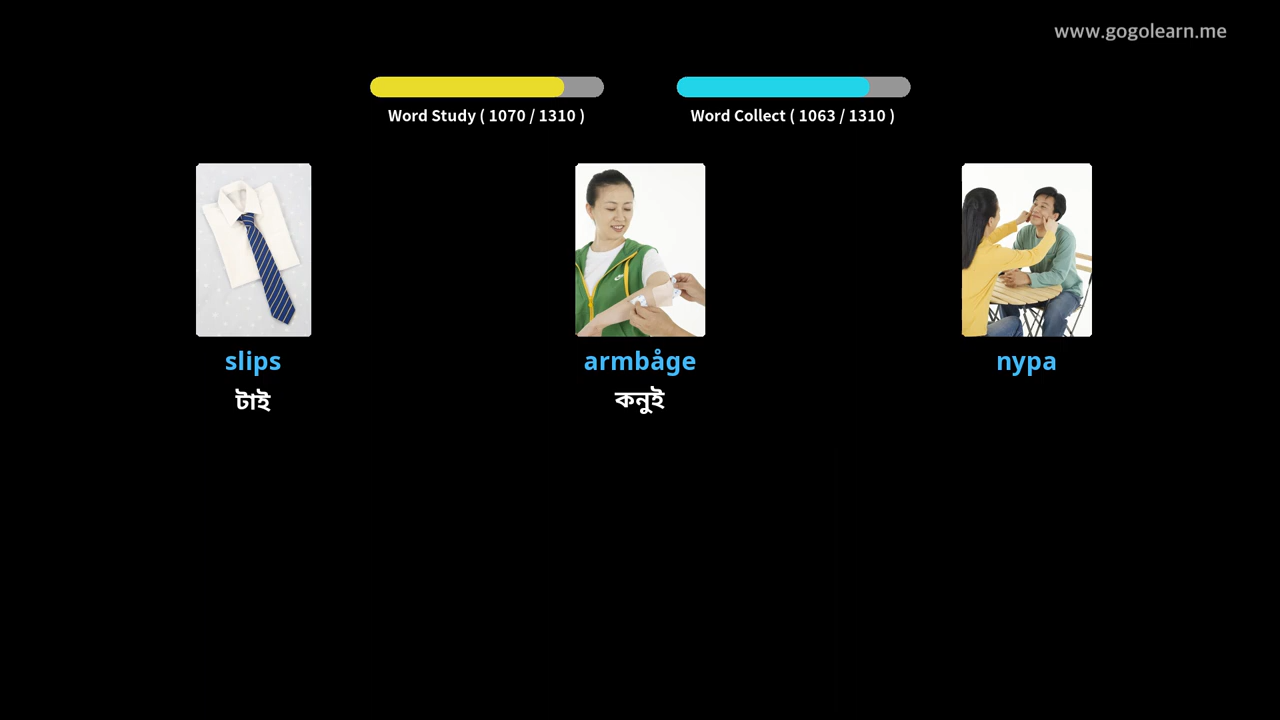 www.gogolearn.me
Word Study ( 1070 / 1310 )
Word Collect ( 1063 / 1310 )
slips
armbåge
nypa
টাই
কনুই